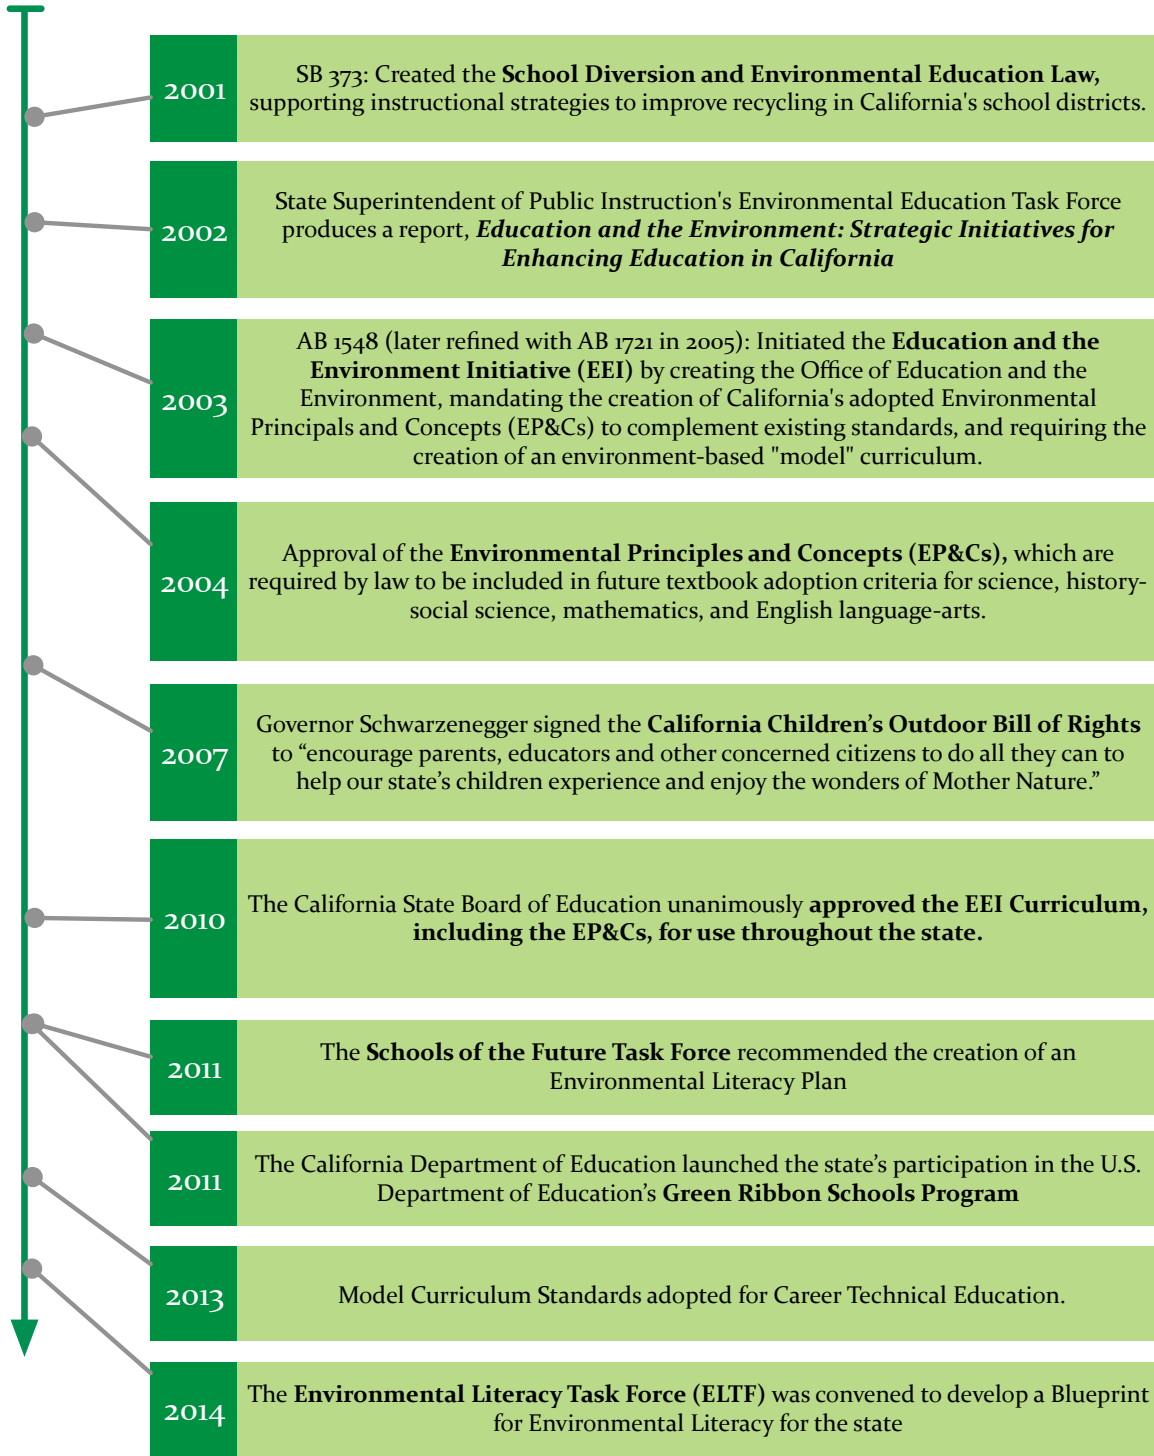 2001
SB 373: Created the School Diversion and Environmental Education Law,
supporting instructional strategies to improve recycling in California's school districts.
2002
State Superintendent of Public Instruction's Environmental Education Task Force
produces a report, Education and the Environment: Strategic Initiatives for
Enhancing Education in California
2003
AB 1548 (later refined with AB 1721 in 2005): Initiated the Education and the
Environment Initiative (EEI) by creating the Office of Education and the
Environment, mandating the creation of California's adopted Environmental
Principals and Concepts (EP&Cs) to complement existing standards, and requiring the
creation of an environment-based "model" curriculum.
2004
Approval of the Environmental Principles and Concepts (EP&Cs), which are
required by law to be included in future textbook adoption criteria for science, history-
social science, mathematics, and English language-arts.
2007
Governor Schwarzenegger signed the California Children’s Outdoor Bill of Rights
to “encourage parents, educators and other concerned citizens to do all they can to
help our state’s children experience and enjoy the wonders of Mother Nature.”
2010
The California State Board of Education unanimously approved the EEI Curriculum,
including the EP&Cs, for use throughout the state.
2011
The Schools of the Future Task Force recommended the creation of an
Environmental Literacy Plan
2011
The California Department of Education launched the state’s participation in the U.S.
Department of Education’s Green Ribbon Schools Program
2013
Model Curriculum Standards adopted for Career Technical Education.
2014
The Environmental Literacy Task Force (ELTF) was convened to develop a Blueprint
for Environmental Literacy for the state